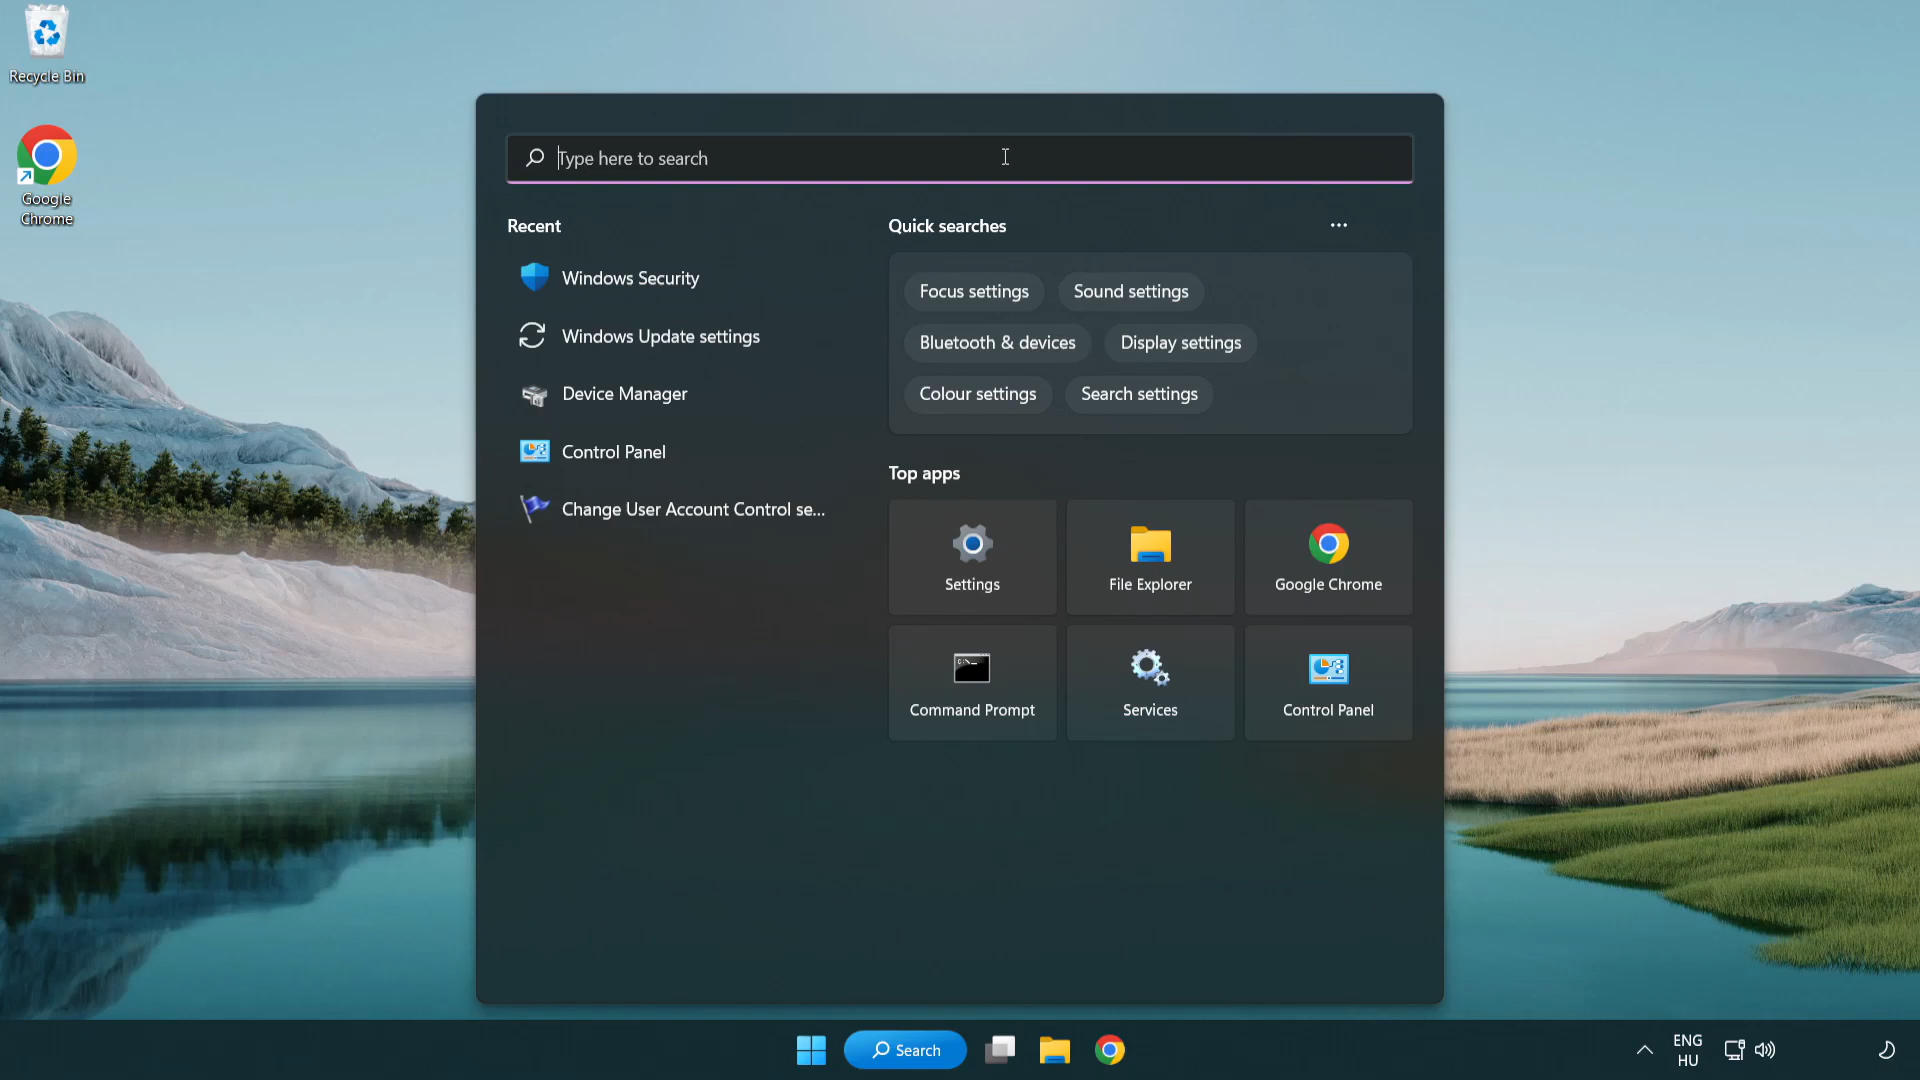 Recycle Bin
Google
Chrome
Type here to search
Recent
Windows Security
Windows Update settings
Device Manager
Control Panel
Change User Account Control se...
Quick searches
Focus settings
Sound settings
Bluetooth & devices
Display settings
Colour settings
Search settings
Top apps
Settings
File Explorer
Google Chrome
Command Prompt
Services
Control Panel
Search
ENG
HU